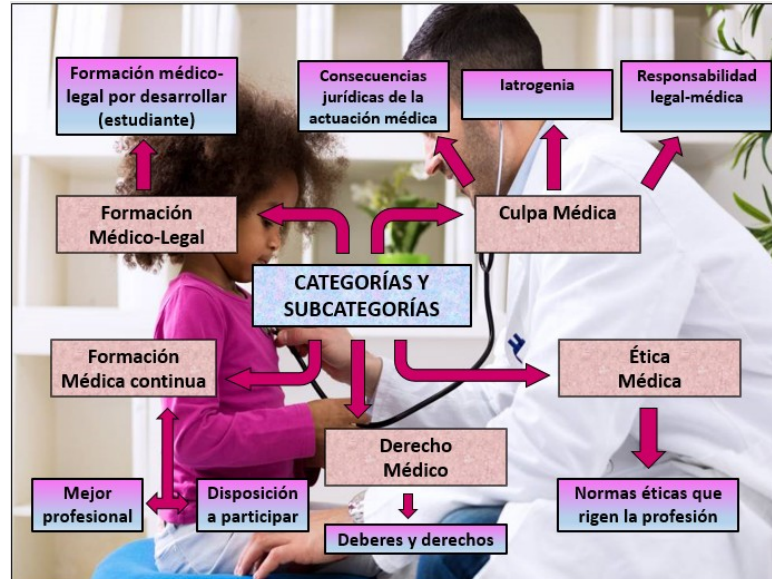 Formación médico-
legal por desarrollar
(estudiante)
Consecuencias
jurídicas de la
actuación médica
Iatrogenia
Responsabilidad
legal-médica
Formación
Médico-Legal
Culpa Médica
CATEGORÍAS Y
SUBCATEGORÍAS
Formación
Médica continua
Ética
Médica
Derecho
Médico
Mejor
profesional
Disposición
a participar
Deberes y derechos
Normas éticas que
rigen la profesión